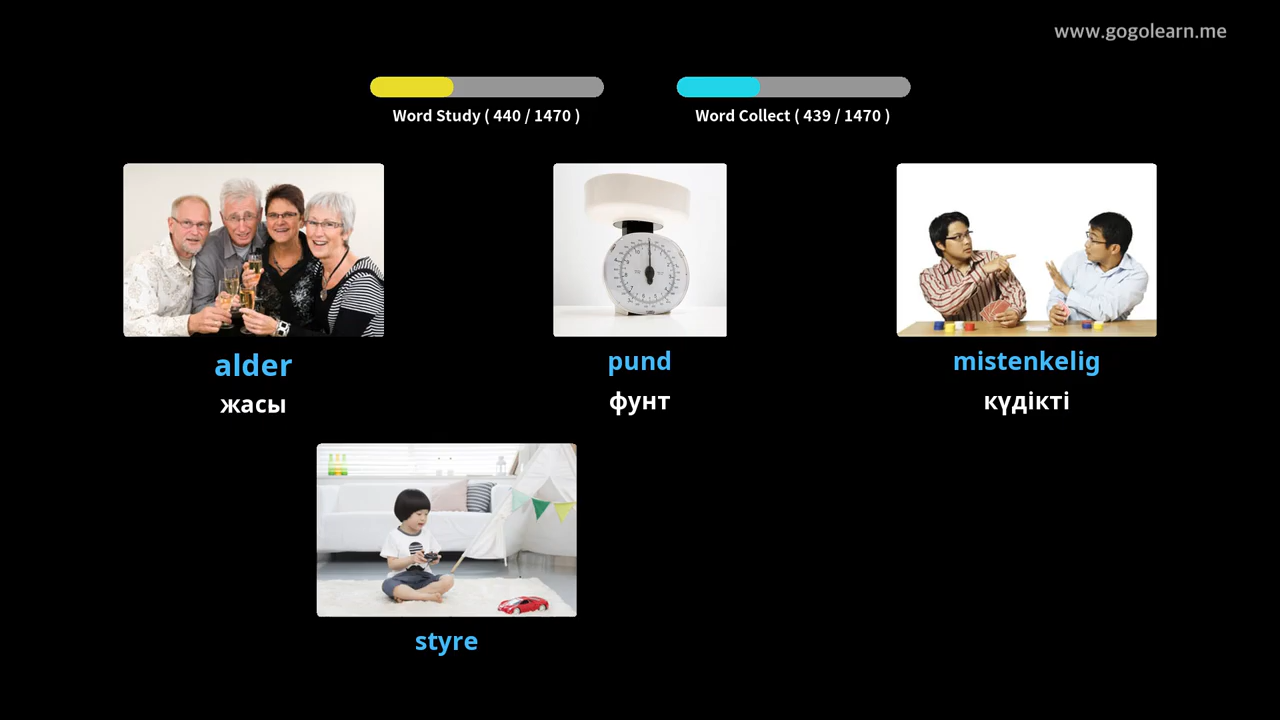 www.gogolearn.me
Word Study ( 440 / 1470 )
Word Collect ( 439 / 1470 )
alder
жасы
pund
фунт
mistenkelig
күдікті
styre